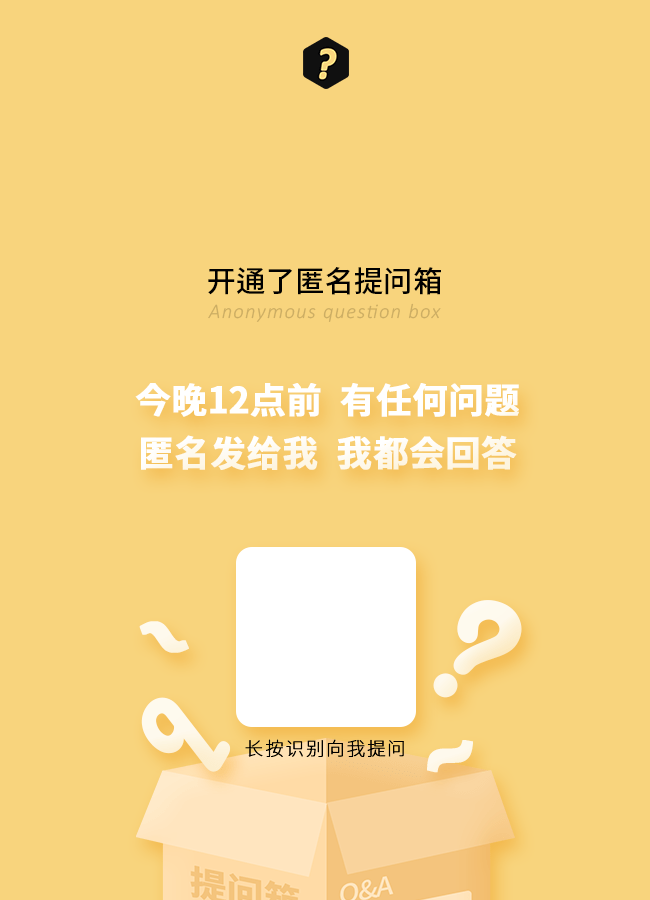 ?
开通了匿名提问箱
Anonymous question box
今晚12点前 有任何问题
匿名发给我 我都会回答
?
长按识别向我提问
提问箱
Q&A